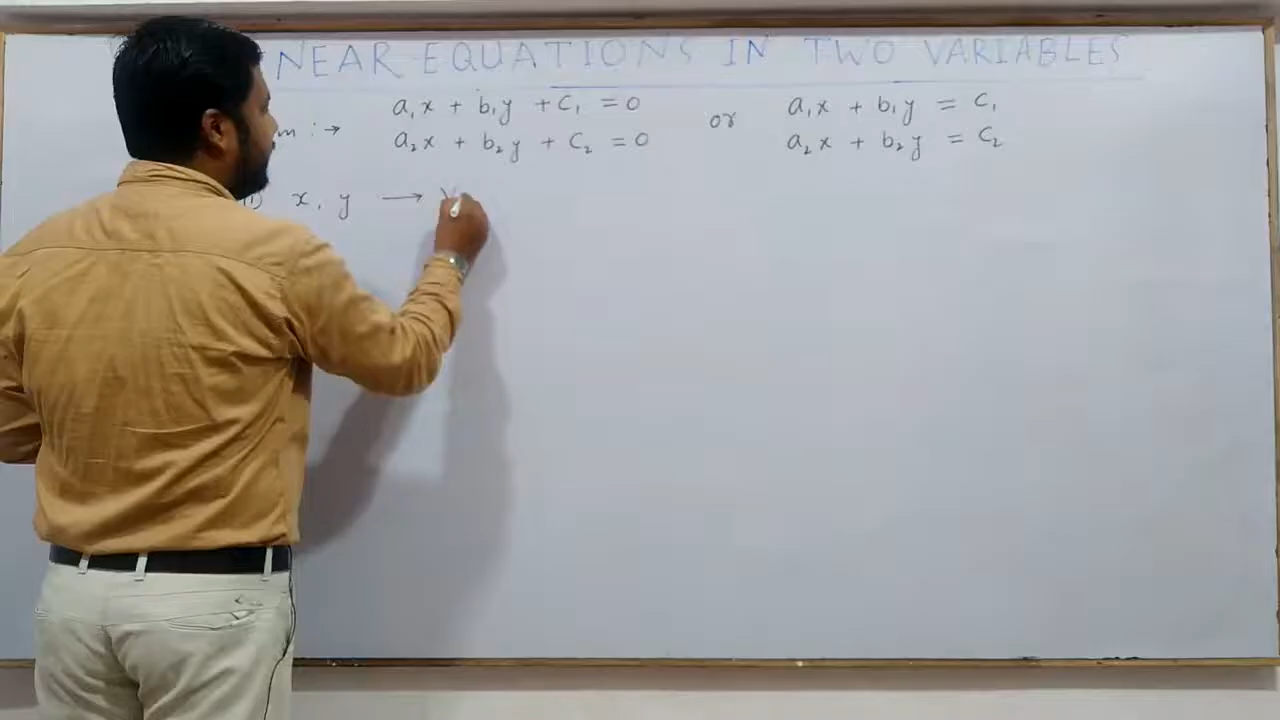 NEAR EQUATIONS IN TWO VARIABLES
m :→ a₁x + b₁y + c₁ = 0 or a₁x + b₁y = c₁
a₂x + b₂y + c₂ = 0 a₂x + b₂y = c₂
x, y → V